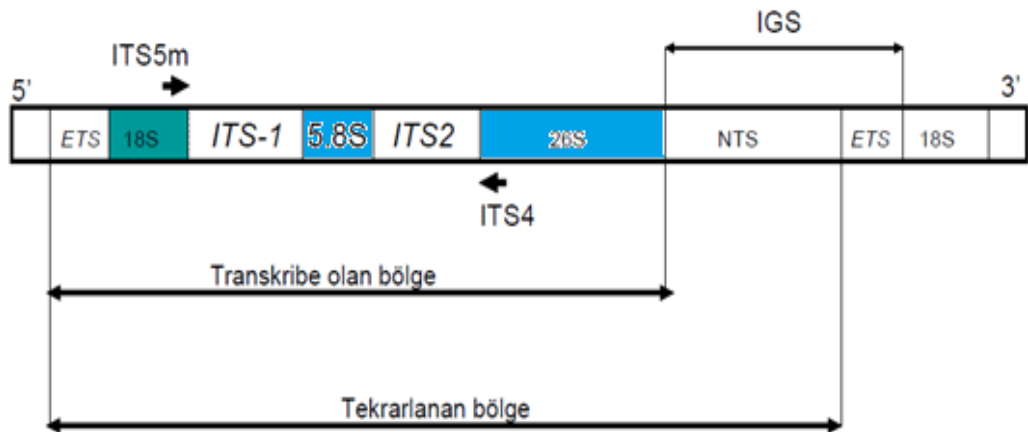 IGS
ITS5m
5' 3'
ETS 18S ITS-1 5.8S ITS2 26S NTS ETS 18S
ITS4
Transkribe olan bölge
Tekrarlanan bölge